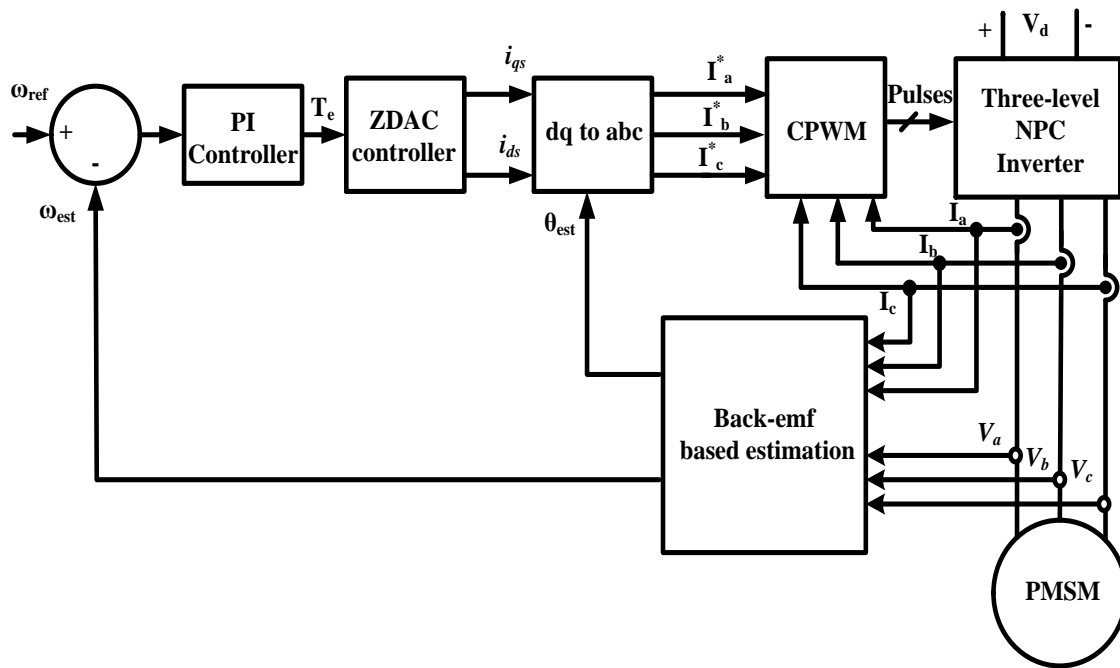 + V_d -
ω_ref
+
-
ω_est
PI
Controller
T_e
ZDAC
controller
i_qs
i_ds
dq to abc
θ_est
I*_a
I*_b
I*_c
CPWM
Pulses
Three-level
NPC
Inverter
I_a
I_b
I_c
Back-emf
based estimation
V_a
V_b
V_c
PMSM